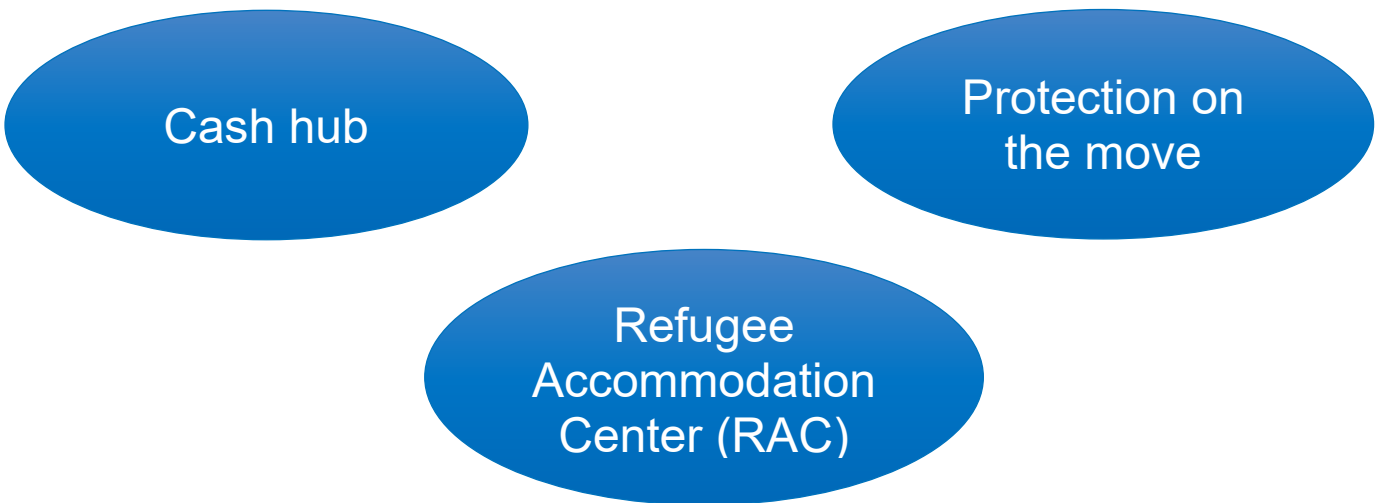 Cash hub
Protection on
the move
Refugee
Accommodation
Center (RAC)